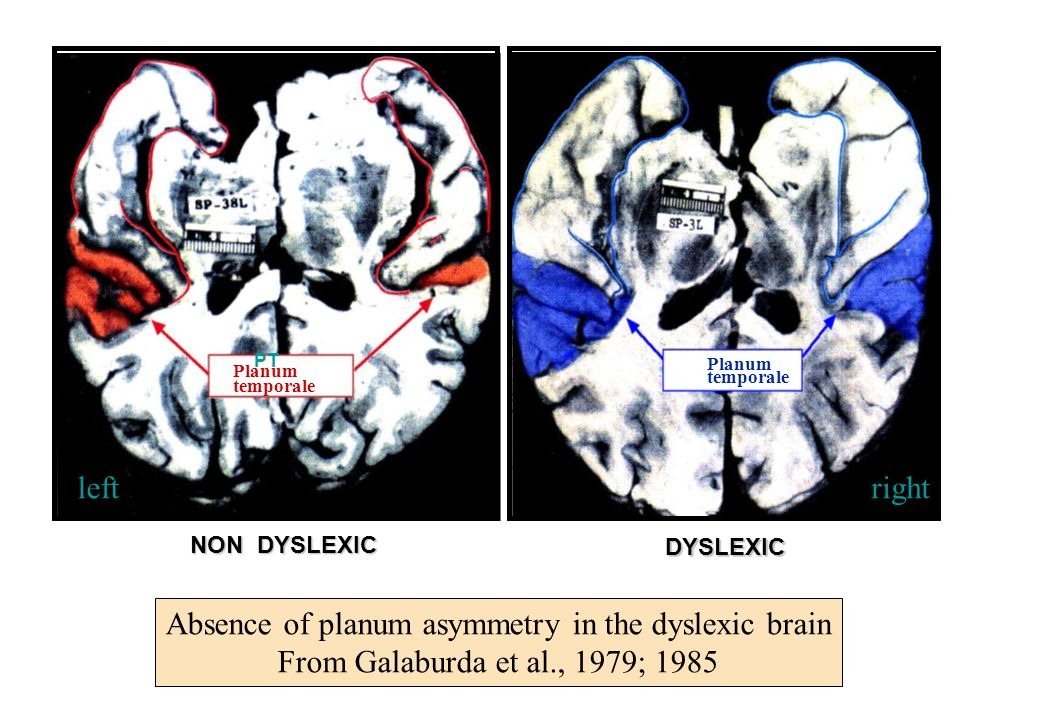 SP-38L
SP-3L
PT
Planum
temporale
Planum
temporale
left
right
NON DYSLEXIC
DYSLEXIC
Absence of planum asymmetry in the dyslexic brain
From Galaburda et al., 1979; 1985